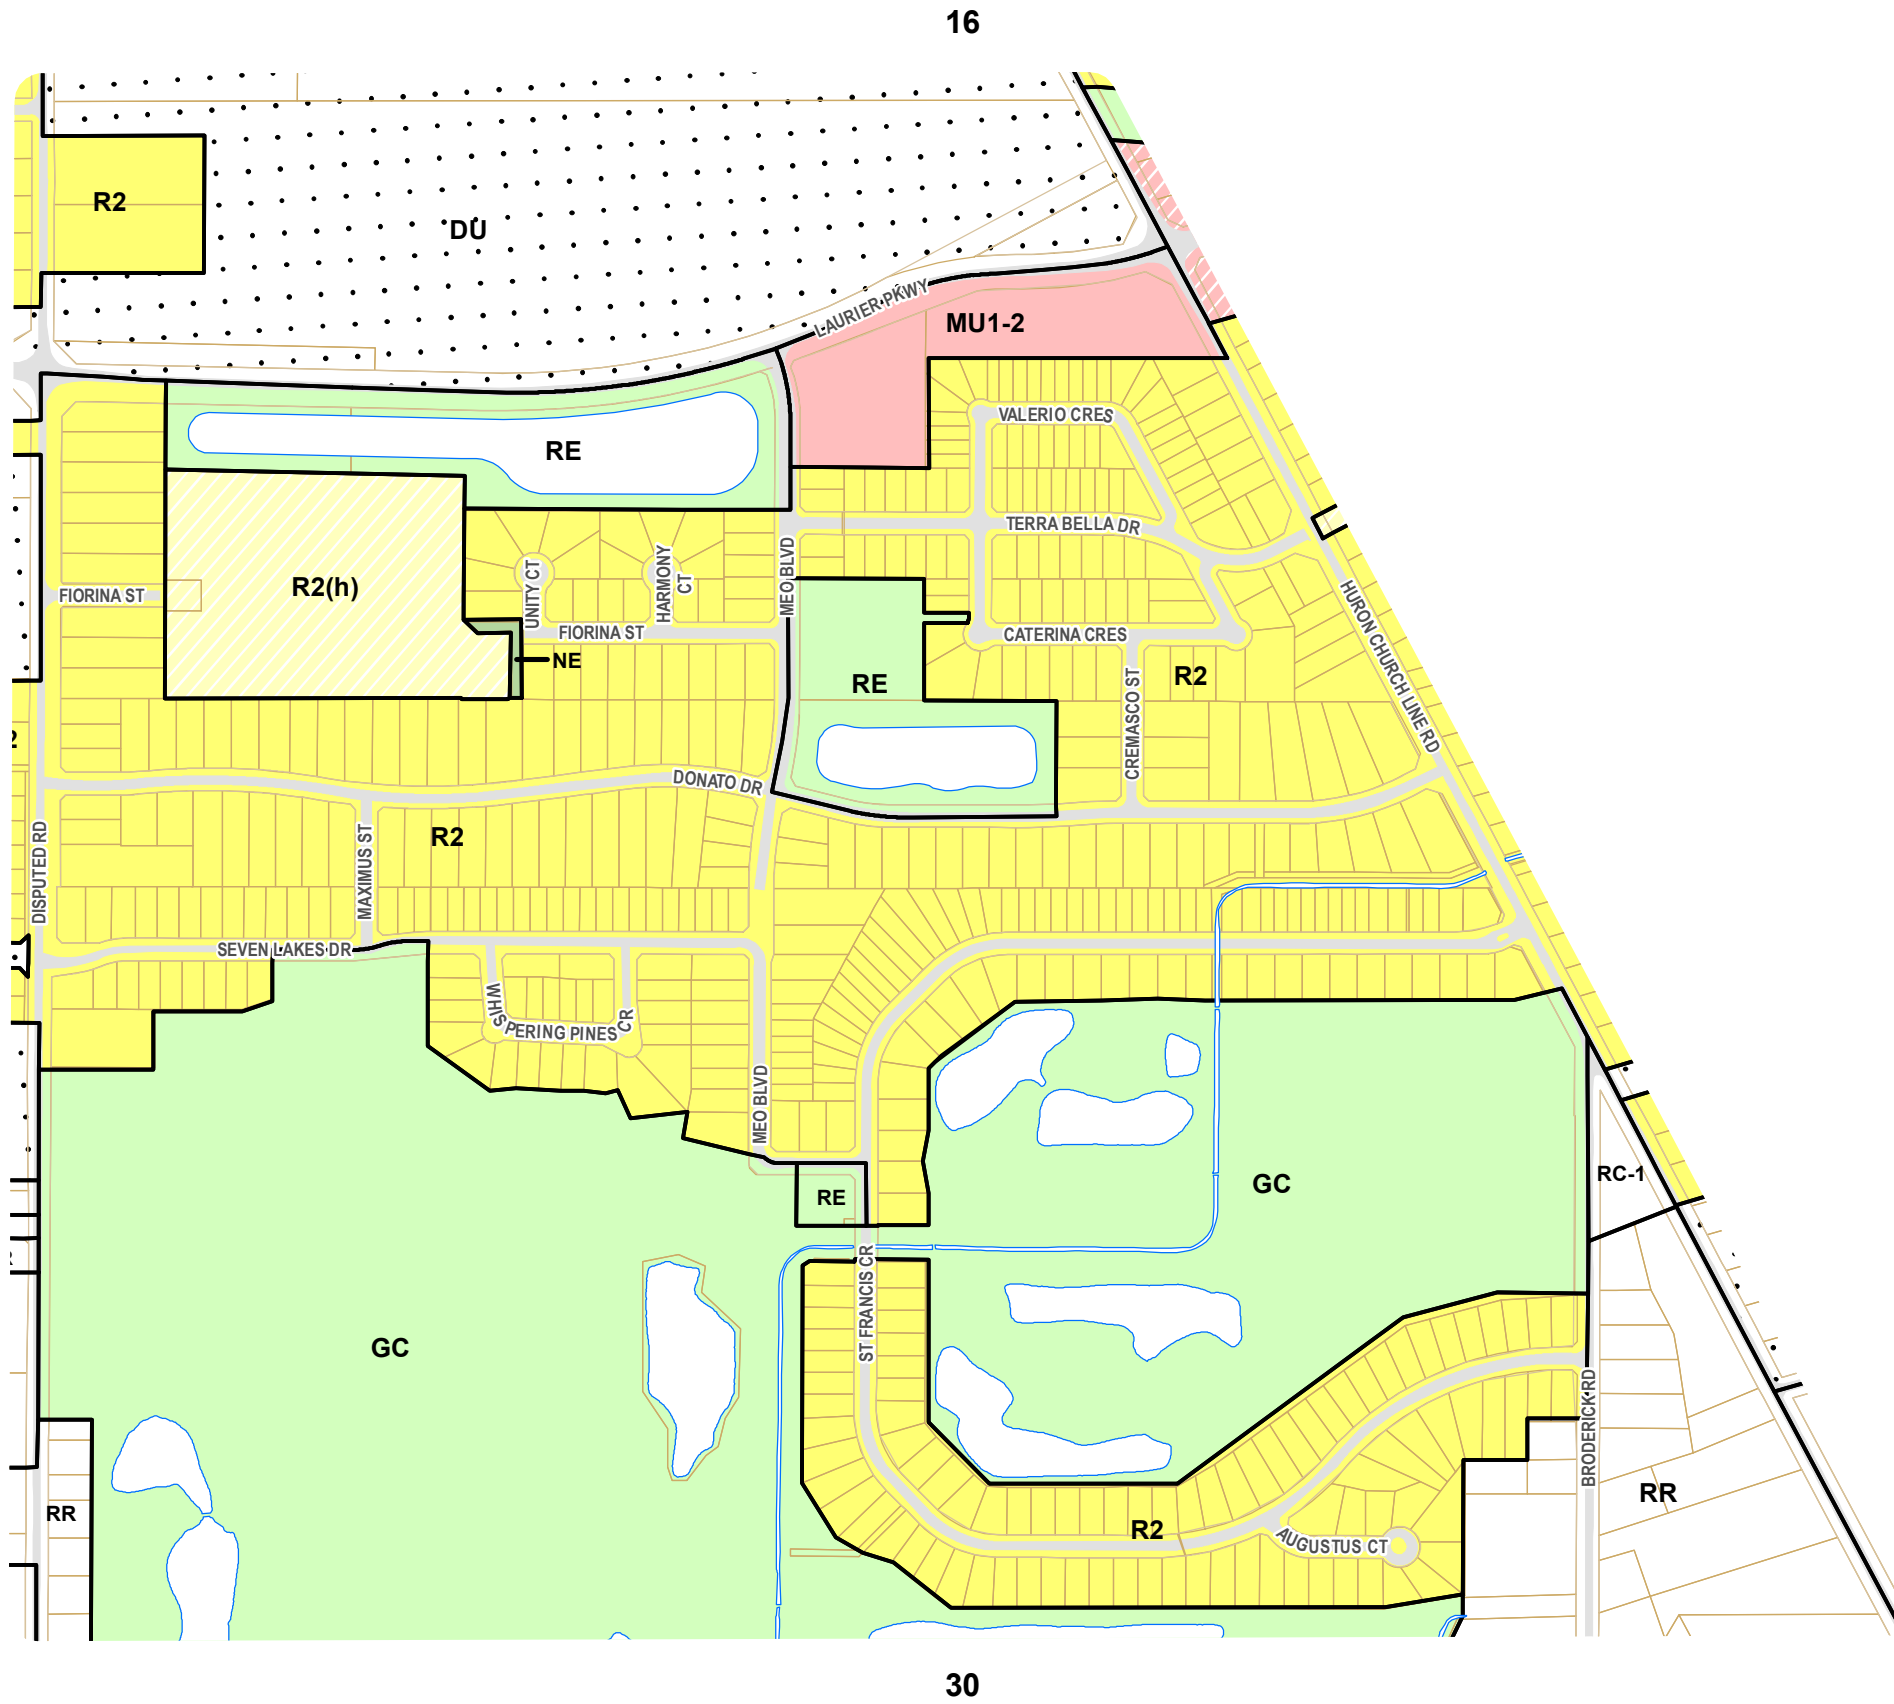 16
R2
DU
LAURIER PKWY
MU1-2
VALERIO CRES
RE
TERRA BELLA DR
UNITY CT
HARMONY CT
MEO BLVD
R2(h)
FIORINA ST
FIORINA ST
CATERINA CRES
HURON CHURCH LINE RD
NE
RE
R2
CREMASCO ST
DONATO DR
R2
DISPUTED RD
MAXIMUS ST
SEVEN LAKES DR
WHISPERING PINES CR
MEO BLVD
GC
RC-1
RE
ST FRANCIS CR
GC
BRODERICK RD
RR
RR
R2
AUGUSTUS CT
30